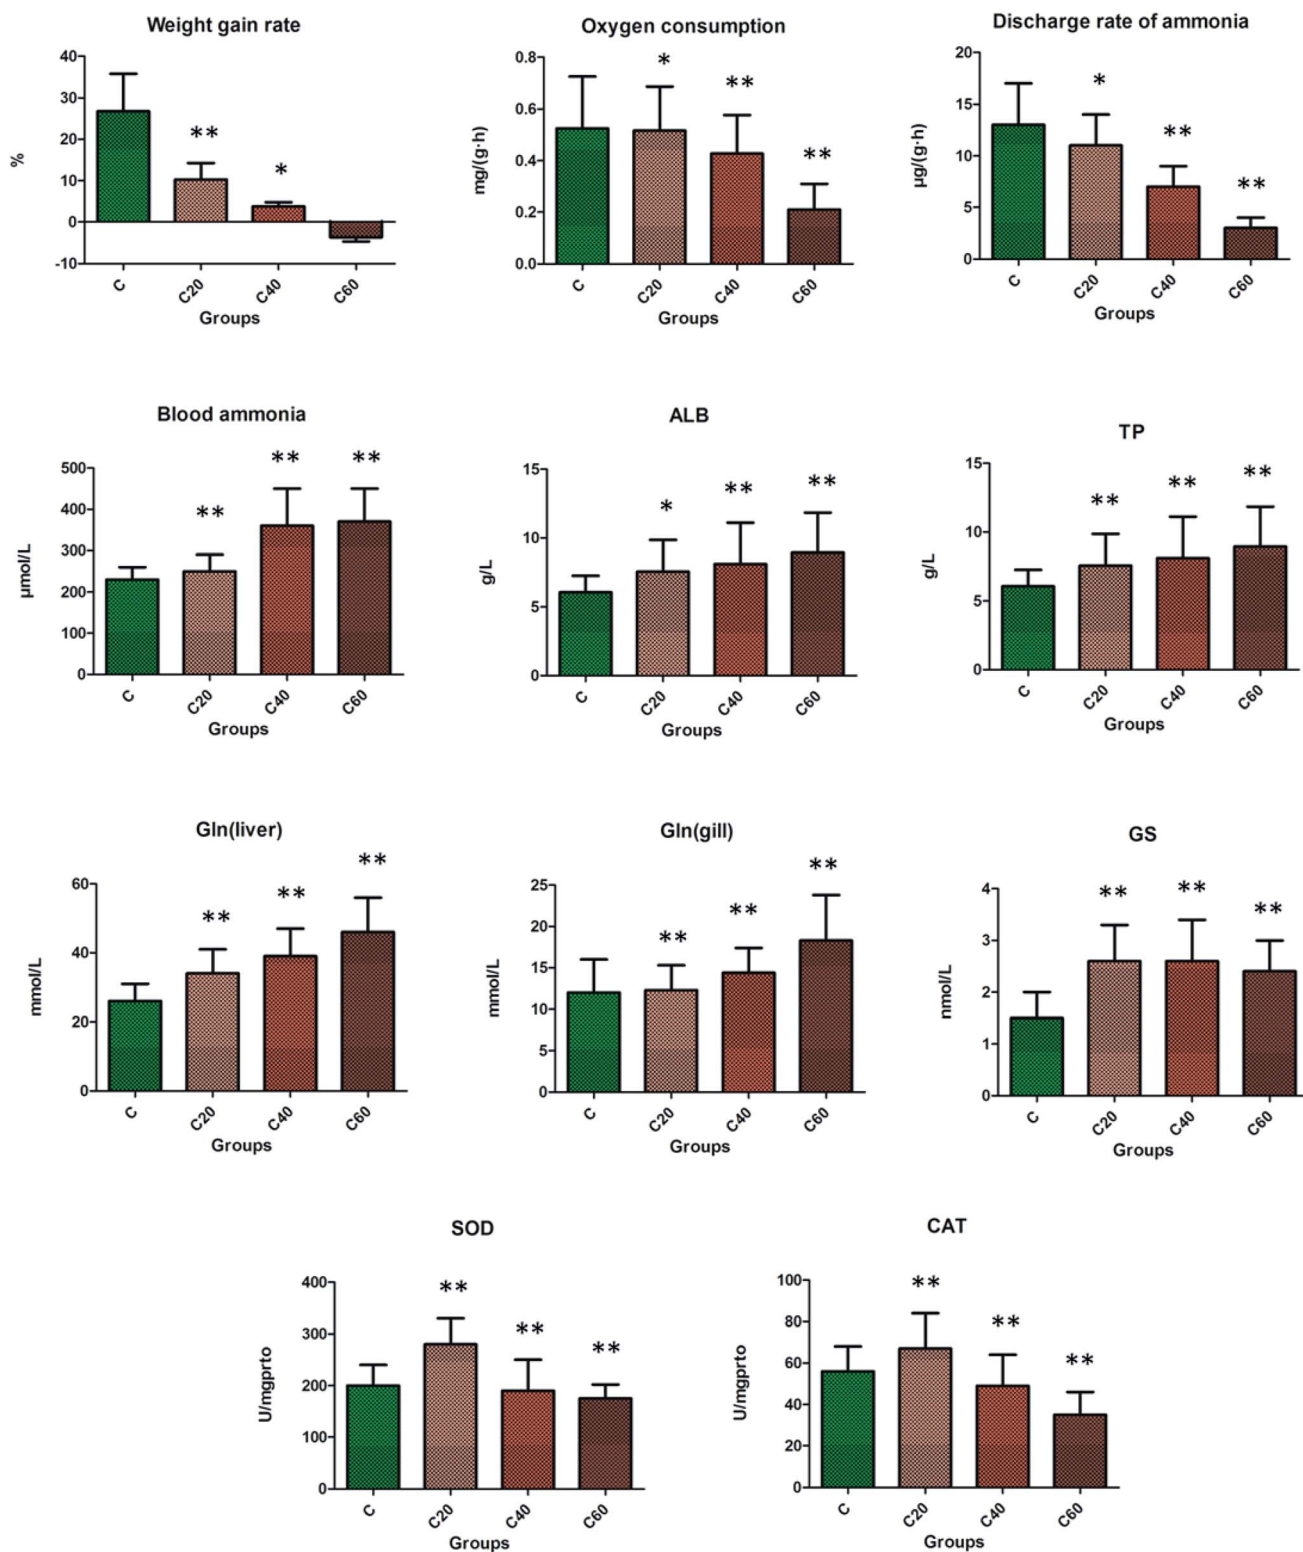 Weight gain rate
40
30
20
10
0
-10
%
**
*
C
C20
C40
C60
Groups
Oxygen consumption
0.8
0.6
0.4
0.2
0.0
mg/(g·h)
*
**
**
C
C20
C40
C60
Groups
Discharge rate of ammonia
20
15
10
5
0
µg/(g·h)
*
**
**
C
C20
C40
C60
Groups
Blood ammonia
500
400
300
200
100
0
µmol/L
**
**
**
C
C20
C40
C60
Groups
ALB
15
10
5
0
g/L
*
**
**
C
C20
C40
C60
Groups
TP
15
10
5
0
g/L
**
**
**
C
C20
C40
C60
Groups
Gln(liver)
60
40
20
0
mmol/L
**
**
**
C
C20
C40
C60
Groups
Gln(gill)
25
20
15
10
5
0
mmol/L
**
**
**
C
C20
C40
C60
Groups
GS
4
3
2
1
0
nmol/L
**
**
**
C
C20
C40
C60
Groups
SOD
400
300
200
100
0
U/mgprto
**
**
**
C
C20
C40
C60
Groups
CAT
100
80
60
40
20
0
U/mgprto
**
**
**
C
C20
C40
C60
Groups